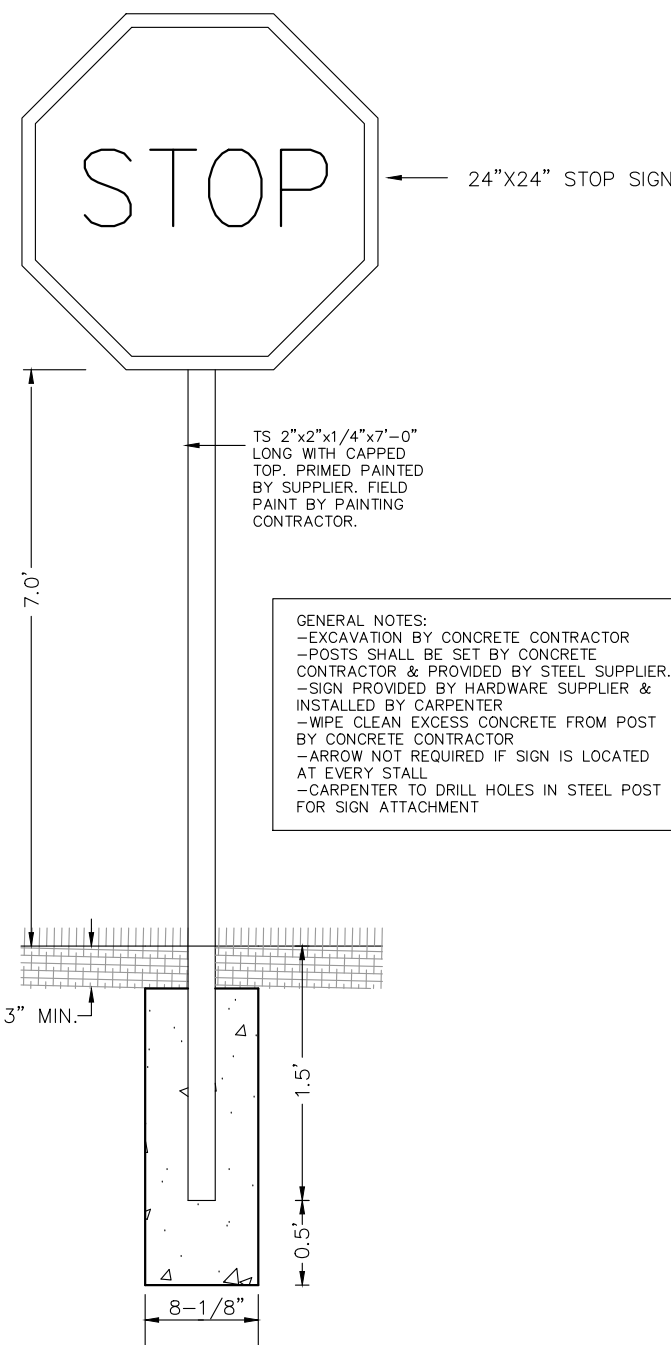 STOP
24"X24" STOP SIGN
TS 2"x2"x1/4"x7'-0"
LONG WITH CAPPED
TOP. PRIMED PAINTED
BY SUPPLIER. FIELD
PAINT BY PAINTING
CONTRACTOR.
7.0'
GENERAL NOTES:
-EXCAVATION BY CONCRETE CONTRACTOR
-POSTS SHALL BE SET BY CONCRETE
CONTRACTOR & PROVIDED BY STEEL SUPPLIER.
-SIGN PROVIDED BY HARDWARE SUPPLIER &
INSTALLED BY CARPENTER
-WIPE CLEAN EXCESS CONCRETE FROM POST
BY CONCRETE CONTRACTOR
-ARROW NOT REQUIRED IF SIGN IS LOCATED
AT EVERY STALL
-CARPENTER TO DRILL HOLES IN STEEL POST
FOR SIGN ATTACHMENT
3" MIN.
1.5'
0.5'
8-1/8"